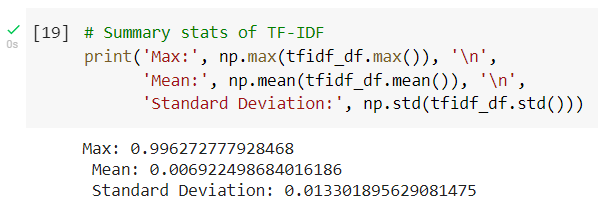 [19] # Summary stats of TF-IDF
0s
print('Max:', np.max(tfidf_df.max()), '\n',
'Mean:', np.mean(tfidf_df.mean()), '\n',
'Standard Deviation:', np.std(tfidf_df.std()))
Max: 0.996272777928468
Mean: 0.006922498684016186
Standard Deviation: 0.013301895629081475